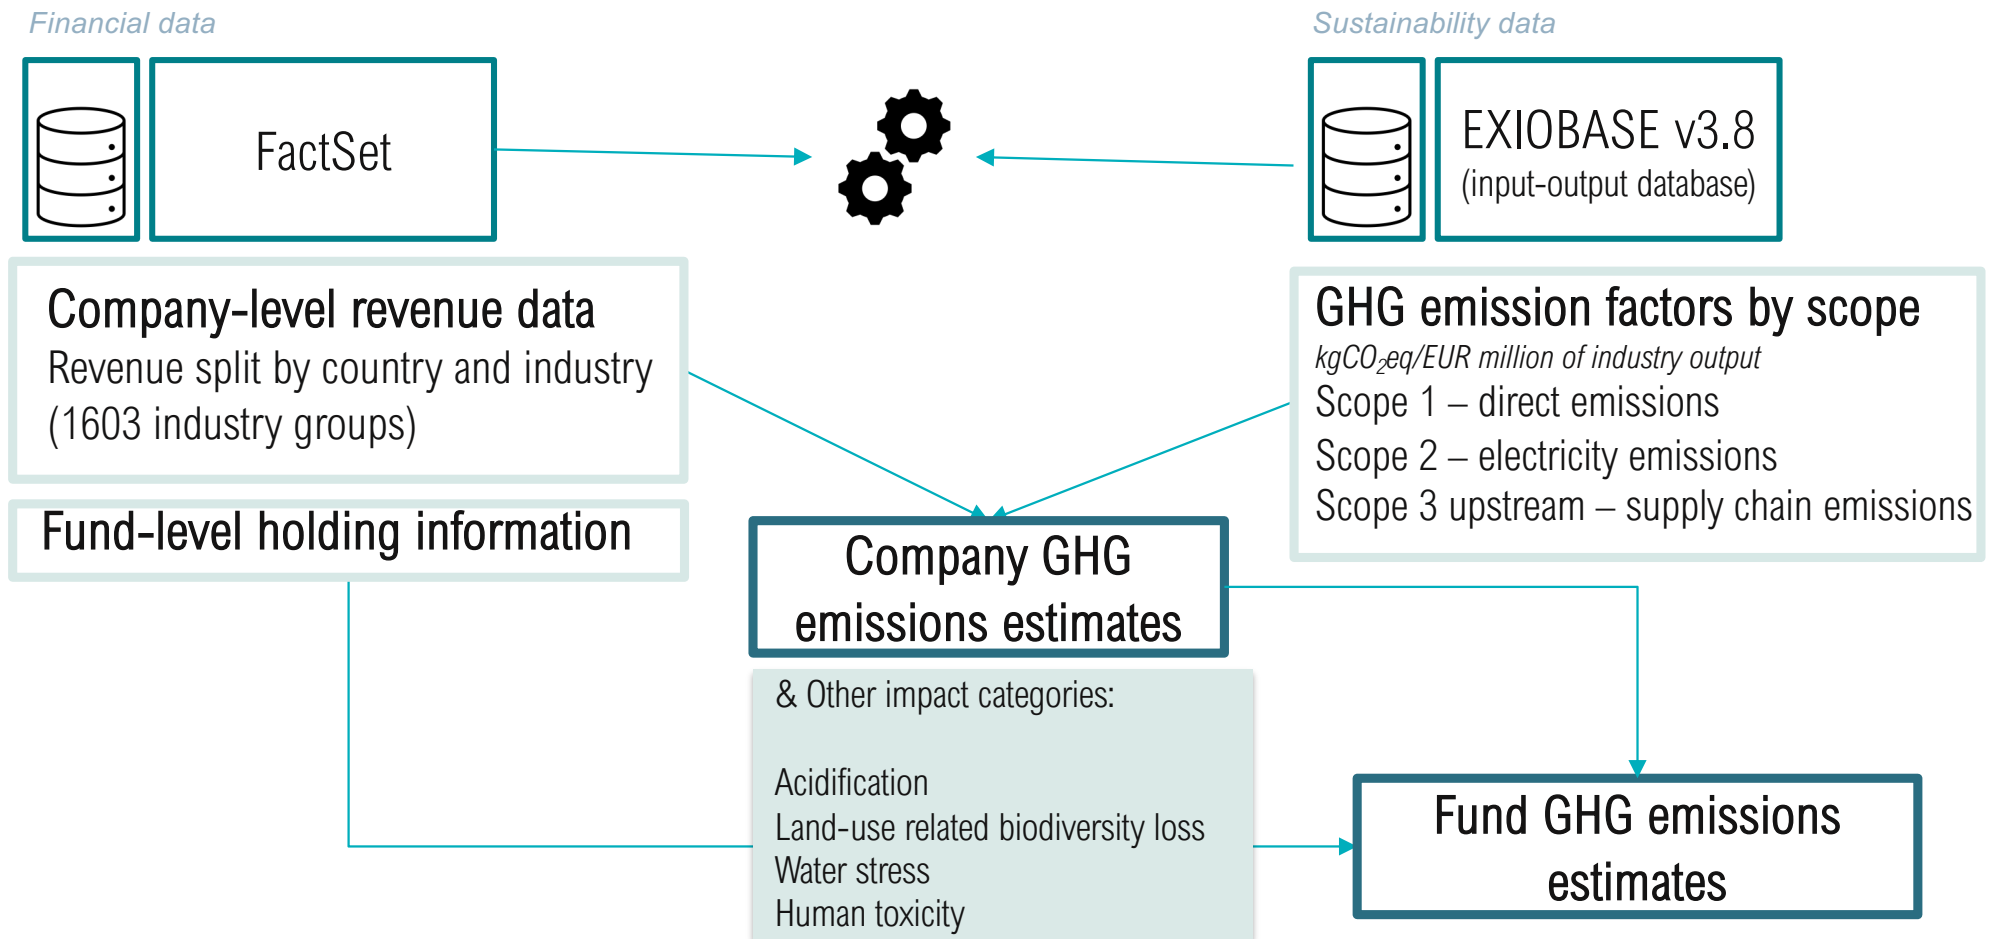 Financial data
Sustainability data
FactSet
EXIOBASE v3.8
(input-output database)
Company-level revenue data
Revenue split by country and industry
(1603 industry groups)
Fund-level holding information
GHG emission factors by scope
kgCO₂eq/EUR million of industry output
Scope 1 – direct emissions
Scope 2 – electricity emissions
Scope 3 upstream – supply chain emissions
Company GHG
emissions estimates
& Other impact categories:
Acidification
Land-use related biodiversity loss
Water stress
Human toxicity
Fund GHG emissions
estimates